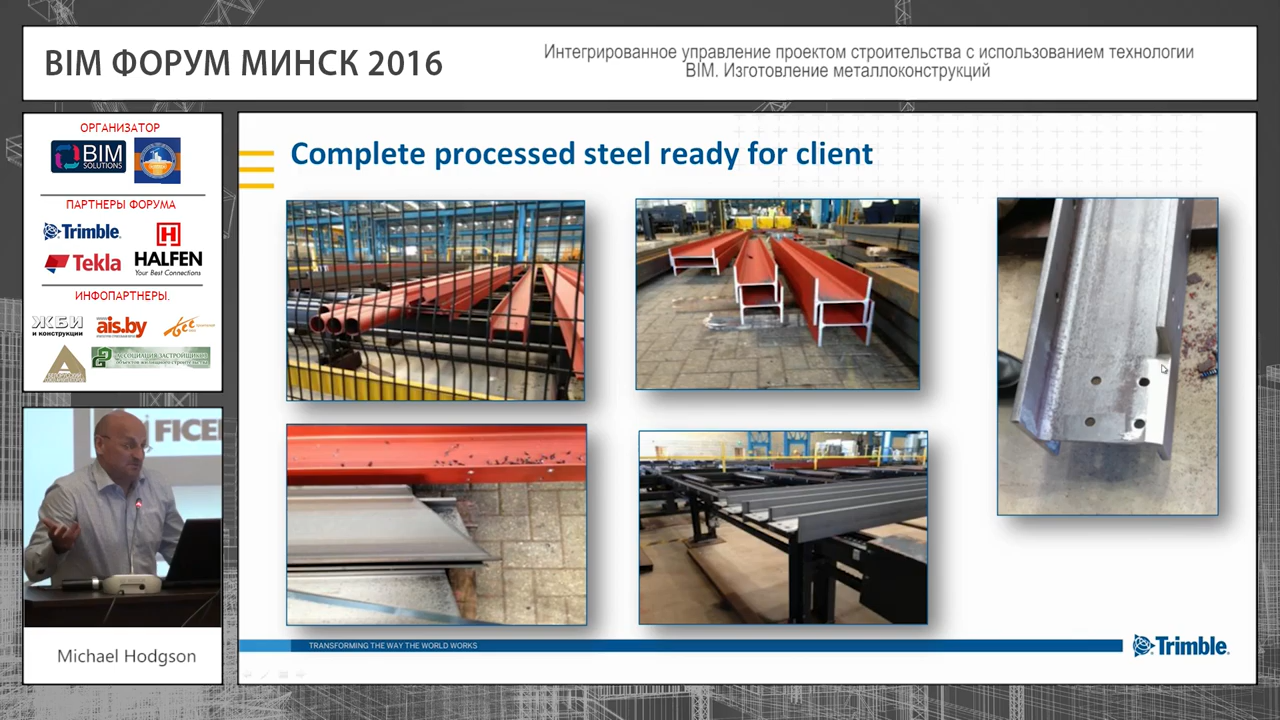 BIM ФОРУМ МИНСК 2016
Интегрированное управление проектом строительства с использованием технологии
BIM. Изготовление металлоконструкций
ОРГАНИЗАТОР
BIM
SOLUTIONS
ПАРТНЕРЫ ФОРУМА
Trimble
HALFEN
Your Best Connections
Tekla
ИНФОПАРТНЕРЫ.
ЖБИ
и конструкции
ais.by
АССОЦИАЦИЯ ЗАСТРОЙЩИКОВ
FICE
Michael Hodgson
Complete processed steel ready for client
TRANSFORMING THE WAY THE WORLD WORKS
Trimble